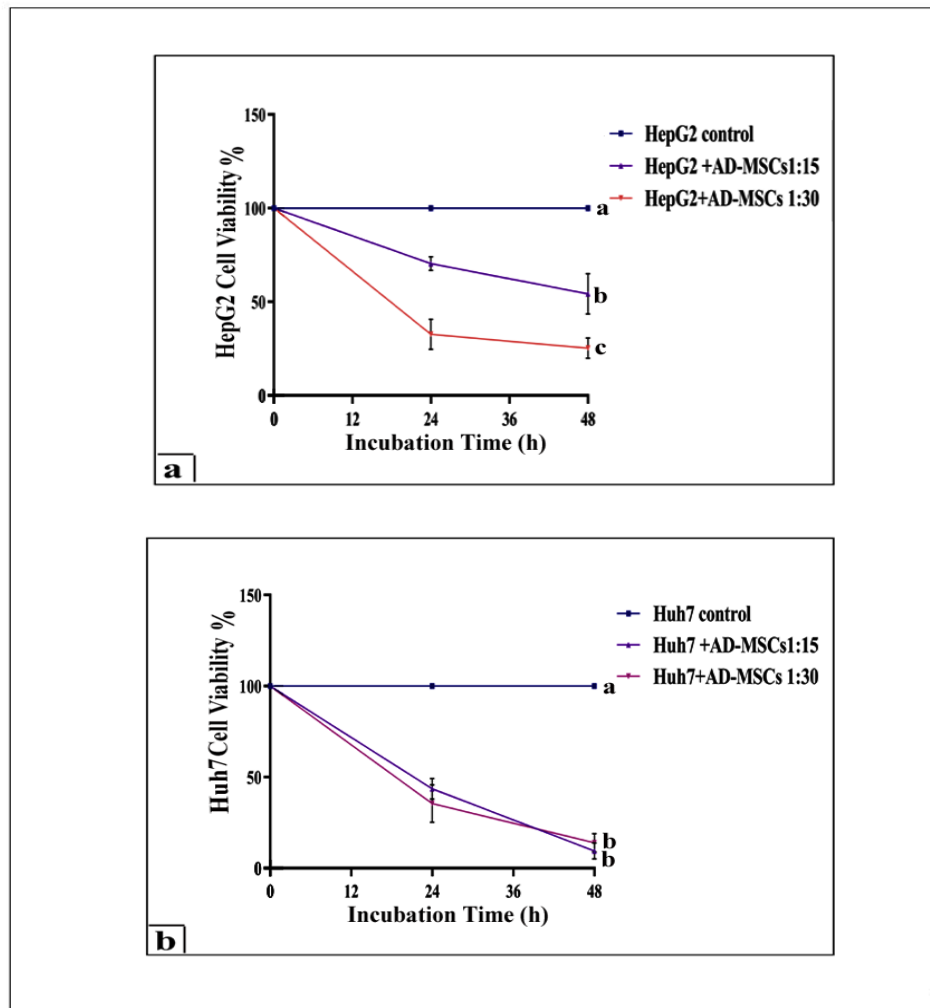 150
100
50
0
HepG2 Cell Viability %
0 12 24 36 48
Incubation Time (h)
HepG2 control
HepG2 +AD-MSCs1:15
HepG2+AD-MSCs 1:30
a
b
c
a
150
100
50
0
Huh7 Cell Viability %
0 12 24 36 48
Incubation Time (h)
Huh7 control
Huh7 +AD-MSCs1:15
Huh7+AD-MSCs 1:30
a
b
b
b